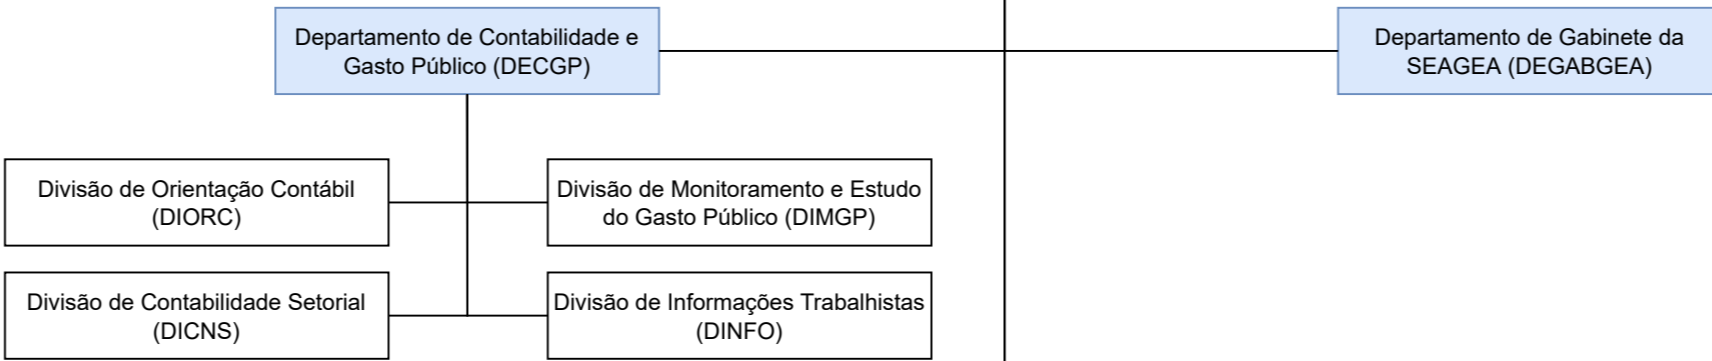 Departamento de Contabilidade e
Gasto Público (DECGP)
Departamento de Gabinete da
SEAGEA (DEGABGEA)
Divisão de Orientação Contábil
(DIORC)
Divisão de Monitoramento e Estudo
do Gasto Público (DIMGP)
Divisão de Contabilidade Setorial
(DICNS)
Divisão de Informações Trabalhistas
(DINFO)